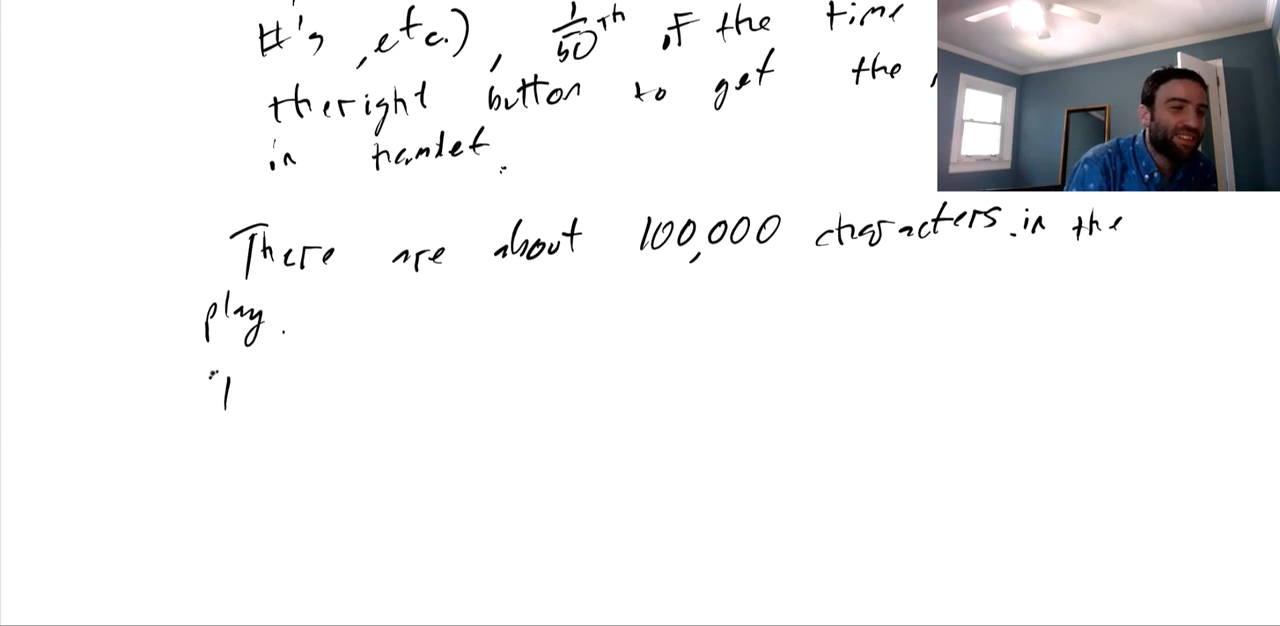 #'s, etc.), 1/50th of the time
the right button to get the
in hamlet.
There are about 100,000 characters in the
play.